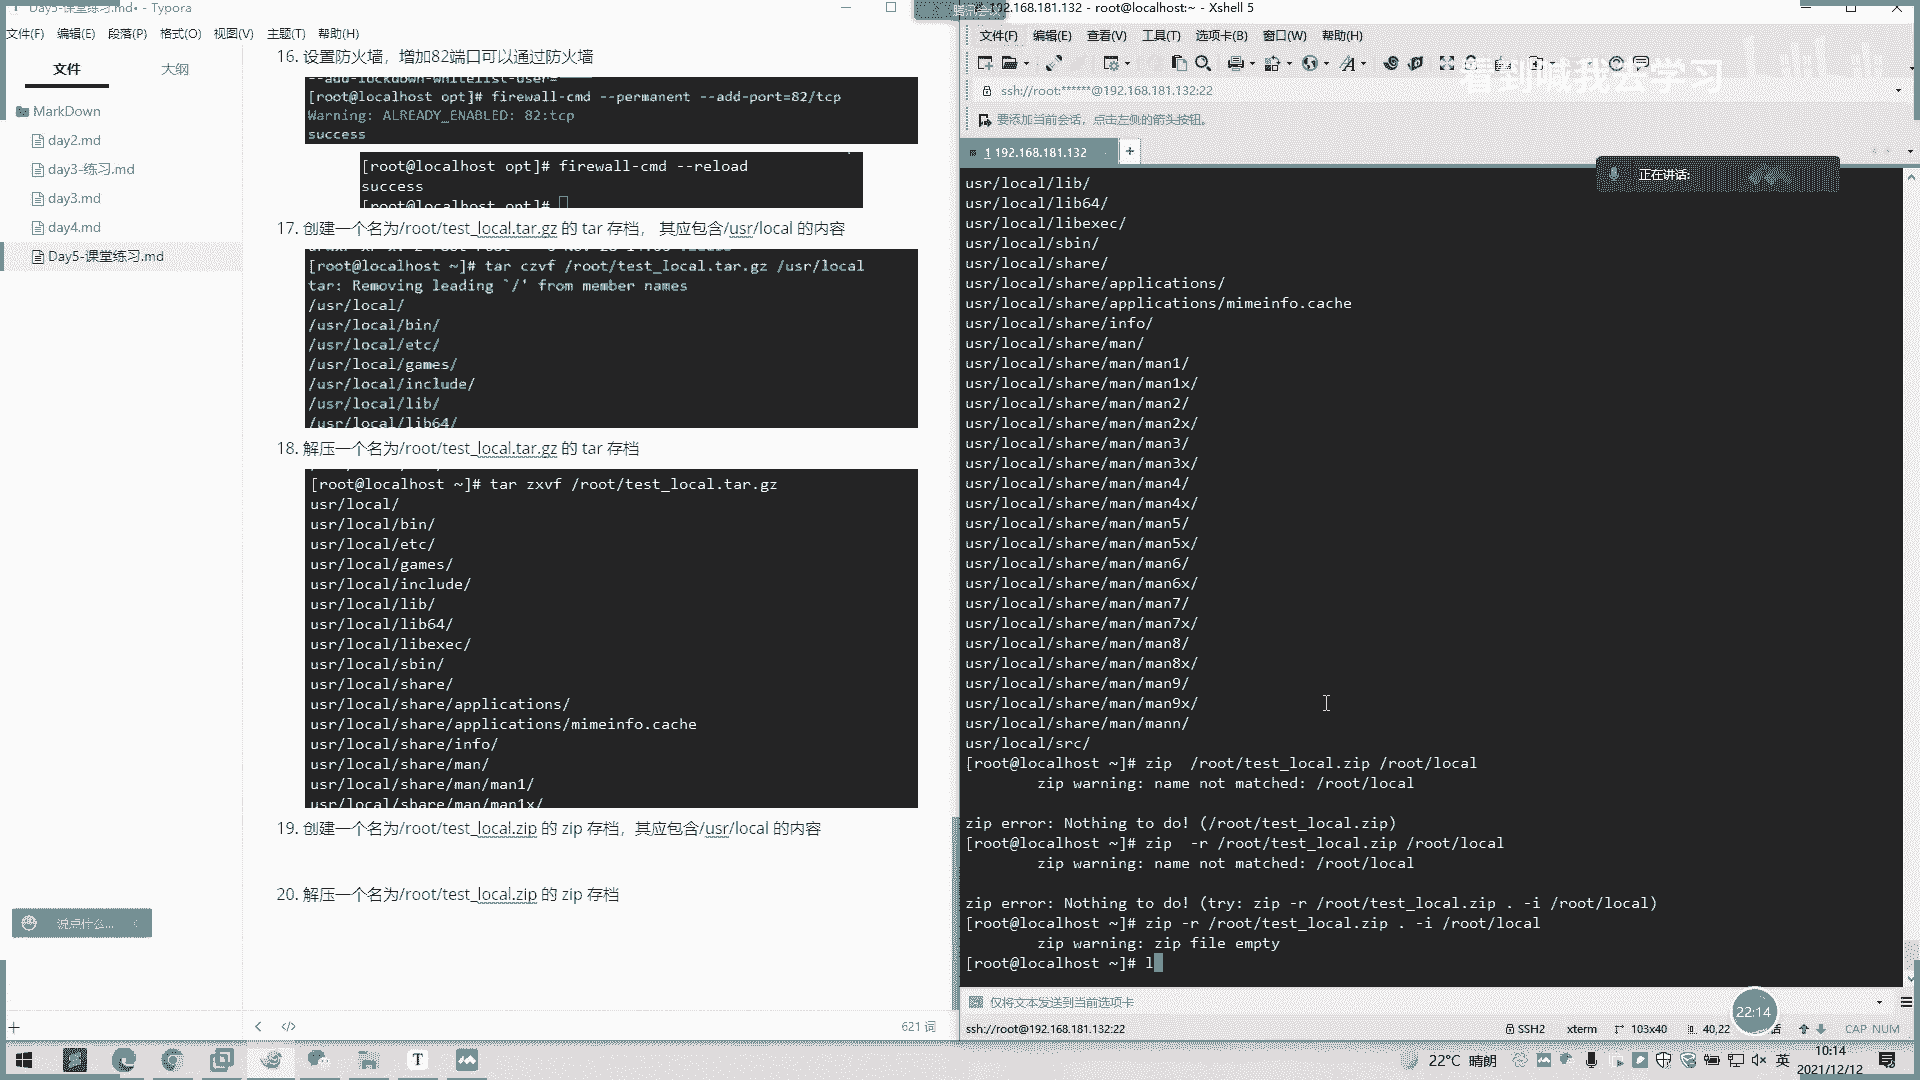 Day5-课堂练习.md• - Typora
文件(F) 编辑(E) 段落(P) 格式(O) 视图(V) 主题(T) 帮助(H)
文件 大纲
MarkDown
day2.md
day3-练习.md
day3.md
day4.md
Day5-课堂练习.md
说点什么...
16. 设置防火墙，增加82端口可以通过防火墙
--add-lockdown-whitelist-user=
[root@localhost opt]# firewall-cmd --permanent --add-port=82/tcp
Warning: ALREADY_ENABLED: 82:tcp
success
[root@localhost opt]# firewall-cmd --reload
success
[root@localhost opt]#
17. 创建一个名为/root/test_local.tar.gz 的 tar 存档， 其应包含/usr/local 的内容
[root@localhost ~]# tar czvf /root/test_local.tar.gz /usr/local
tar: Removing leading `/' from member names
/usr/local/
/usr/local/bin/
/usr/local/etc/
/usr/local/games/
/usr/local/include/
/usr/local/lib/
/usr/local/lib64/
18. 解压一个名为/root/test_local.tar.gz 的 tar 存档
[root@localhost ~]# tar zxvf /root/test_local.tar.gz
usr/local/
usr/local/bin/
usr/local/etc/
usr/local/games/
usr/local/include/
usr/local/lib/
usr/local/lib64/
usr/local/libexec/
usr/local/sbin/
usr/local/share/
usr/local/share/applications/
usr/local/share/applications/mimeinfo.cache
usr/local/share/info/
usr/local/share/man/
usr/local/share/man/man1/
usr/local/share/man/man1x/
19. 创建一个名为/root/test_local.zip 的 zip 存档，其应包含/usr/local 的内容
20. 解压一个名为/root/test_local.zip 的 zip 存档
621 词
192.168.181.132 - root@localhost:~ - Xshell 5
文件(F) 编辑(E) 查看(V) 工具(T) 选项卡(B) 窗口(W) 帮助(H)
看到喊我去学习
ssh://root:******@192.168.181.132:22
要添加当前会话，点击左侧的箭头按钮。
1 192.168.181.132
正在讲话:
usr/local/lib/
usr/local/lib64/
usr/local/libexec/
usr/local/sbin/
usr/local/share/
usr/local/share/applications/
usr/local/share/applications/mimeinfo.cache
usr/local/share/info/
usr/local/share/man/
usr/local/share/man/man1/
usr/local/share/man/man1x/
usr/local/share/man/man2/
usr/local/share/man/man2x/
usr/local/share/man/man3/
usr/local/share/man/man3x/
usr/local/share/man/man4/
usr/local/share/man/man4x/
usr/local/share/man/man5/
usr/local/share/man/man5x/
usr/local/share/man/man6/
usr/local/share/man/man6x/
usr/local/share/man/man7/
usr/local/share/man/man7x/
usr/local/share/man/man8/
usr/local/share/man/man8x/
usr/local/share/man/man9/
usr/local/share/man/man9x/
usr/local/share/man/mann/
usr/local/src/
[root@localhost ~]# zip  /root/test_local.zip /root/local
zip warning: name not matched: /root/local
zip error: Nothing to do! (/root/test_local.zip)
[root@localhost ~]# zip  -r /root/test_local.zip /root/local
zip warning: name not matched: /root/local
zip error: Nothing to do! (try: zip -r /root/test_local.zip . -i /root/local)
[root@localhost ~]# zip -r /root/test_local.zip . -i /root/local
zip warning: zip file empty
[root@localhost ~]# l
仅将文本发送到当前选项卡
22:14
ssh://root@192.168.181.132:22 SSH2 xterm 103x40 40,22 CAP NUM
22°C 晴朗 英 10:14
2021/12/12